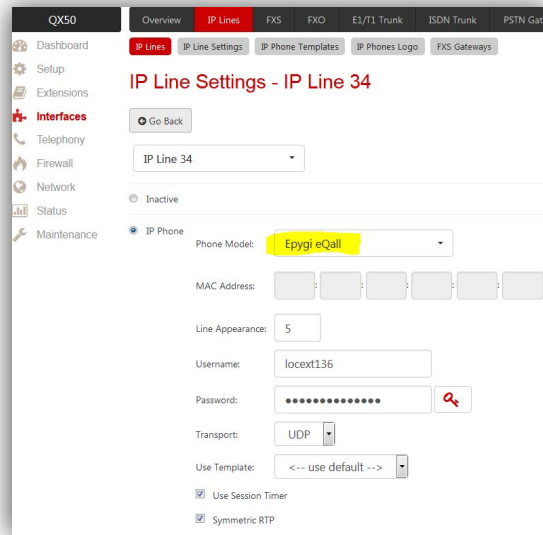 QX50
Overview IP Lines FXS FXO E1/T1 Trunk ISDN Trunk PSTN Gat
Dashboard
Setup
Extensions
Interfaces
Telephony
Firewall
Network
Status
Maintenance
IP Lines IP Line Settings IP Phone Templates IP Phones Logo FXS Gateways
IP Line Settings - IP Line 34
Go Back
IP Line 34
Inactive
IP Phone
Phone Model: Epygi eQall
MAC Address: : : : : :
Line Appearance: 5
Username: locext136
Password: ●●●●●●●●●●●●●●
Transport: UDP
Use Template: <-- use default -->
Use Session Timer
Symmetric RTP